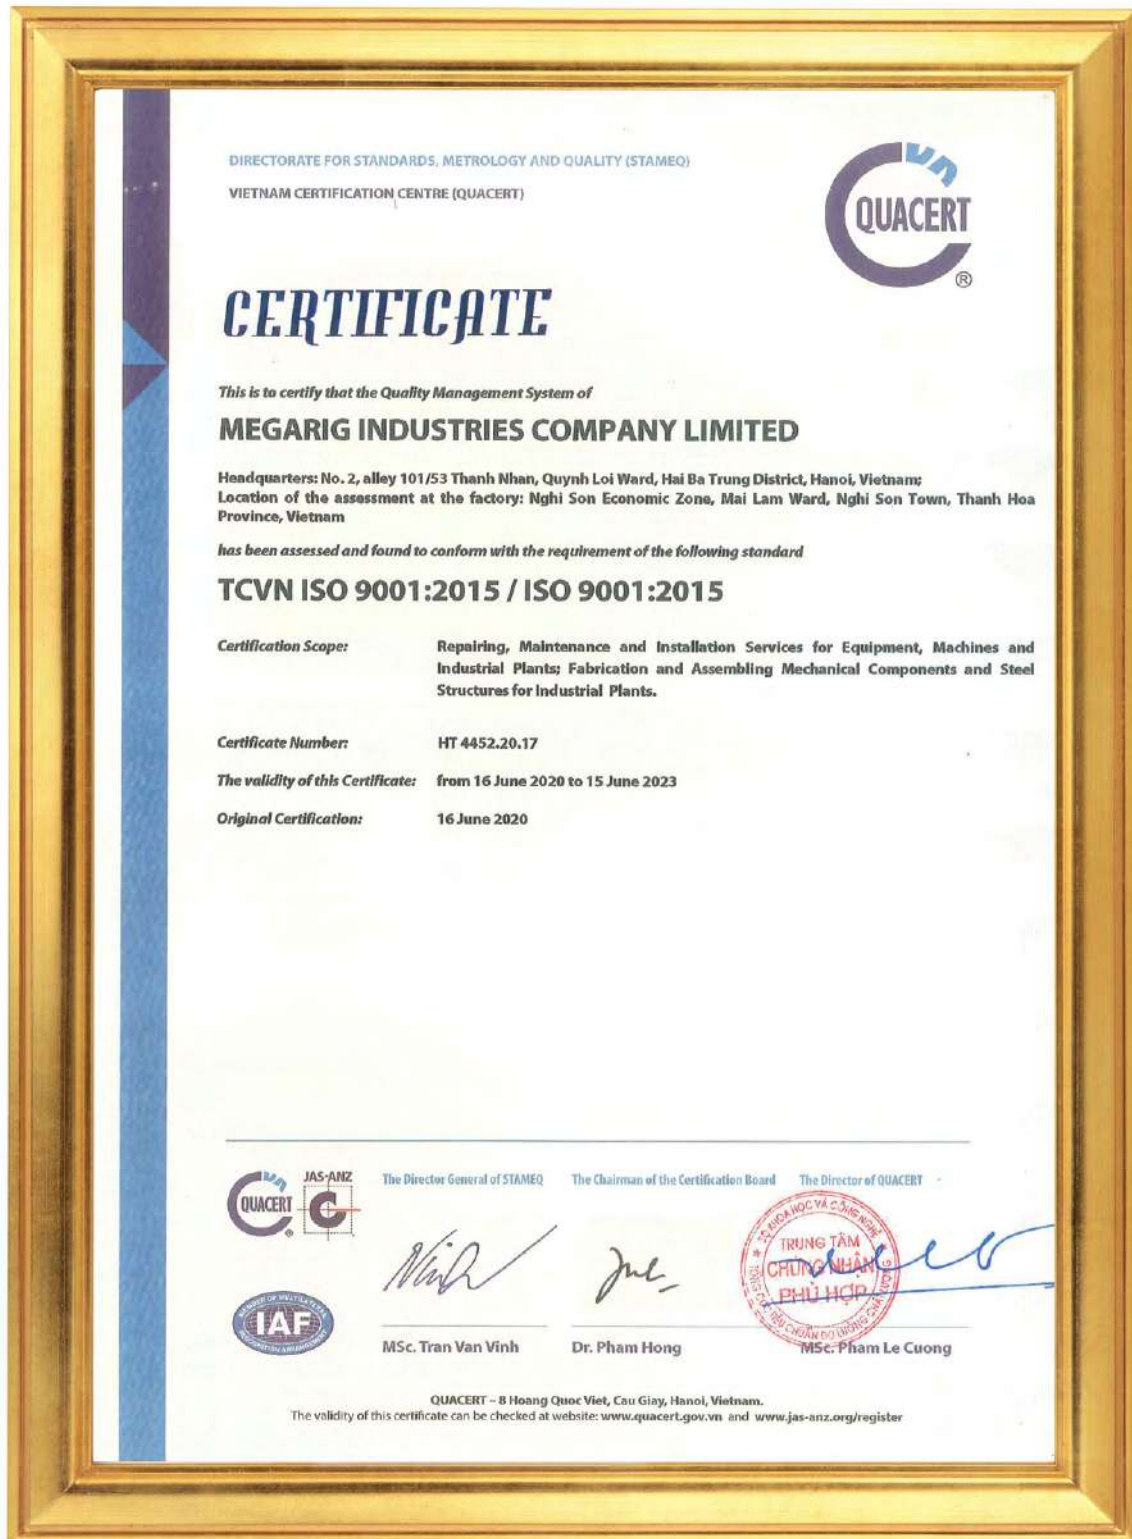 DIRECTORATE FOR STANDARDS, METROLOGY AND QUALITY (STAMEQ)
VIETNAM CERTIFICATION CENTRE (QUACERT)
QUACERT
®
CERTIFICATE
This is to certify that the Quality Management System of
MEGARIG INDUSTRIES COMPANY LIMITED
Headquarters: No. 2, alley 101/53 Thanh Nhan, Quynh Loi Ward, Hai Ba Trung District, Hanoi, Vietnam;
Location of the assessment at the factory: Nghi Son Economic Zone, Mai Lam Ward, Nghi Son Town, Thanh Hoa
Province, Vietnam
has been assessed and found to conform with the requirement of the following standard
TCVN ISO 9001:2015 / ISO 9001:2015
Certification Scope: Repairing, Maintenance and Installation Services for Equipment, Machines and
Industrial Plants; Fabrication and Assembling Mechanical Components and Steel
Structures for Industrial Plants.
Certificate Number: HT 4452.20.17
The validity of this Certificate: from 16 June 2020 to 15 June 2023
Original Certification: 16 June 2020
QUACERT
®
JAS-ANZ
The Director General of STAMEQ
The Chairman of the Certification Board
The Director of QUACERT
BỘ KHOA HỌC VÀ CÔNG NGHỆ
TRUNG TÂM
CHỨNG NHẬN
PHÙ HỢP
IAF
MSc. Tran Van Vinh
Dr. Pham Hong
MSc. Pham Le Cuong
QUACERT – 8 Hoang Quoc Viet, Cau Giay, Hanoi, Vietnam.
The validity of this certificate can be checked at website: www.quacert.gov.vn and www.jas-anz.org/register